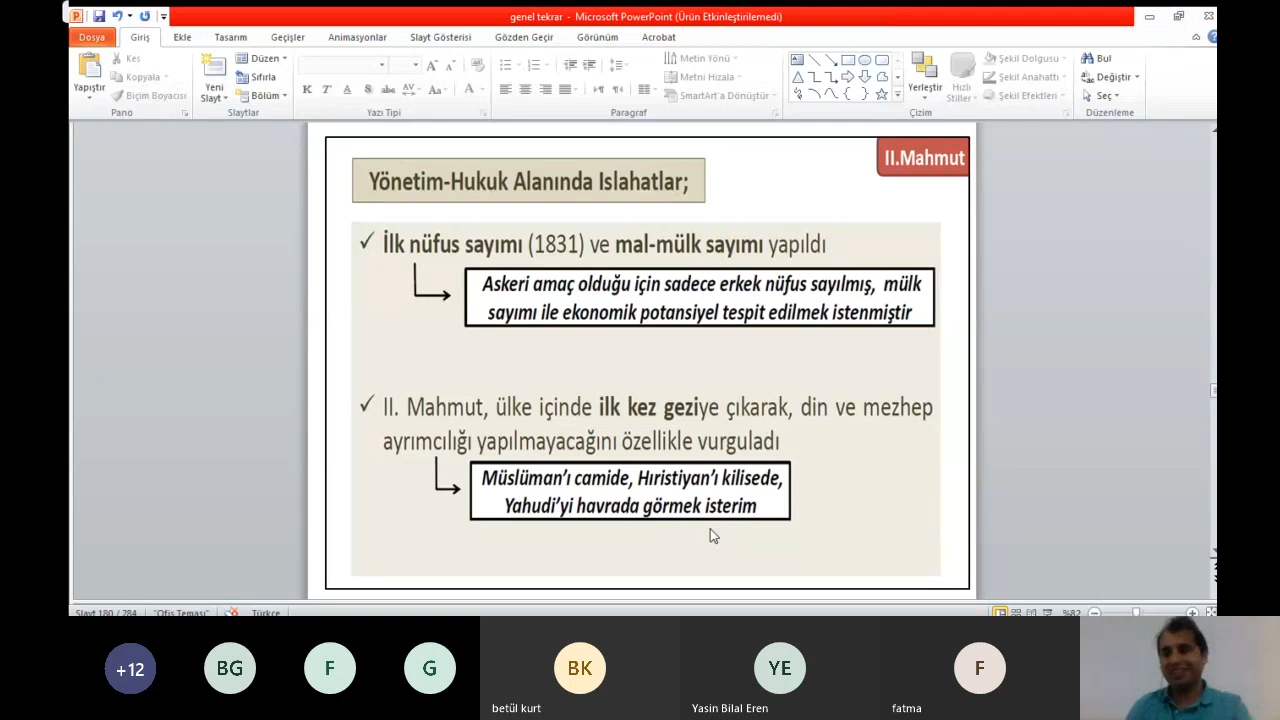 genel tekrar - Microsoft PowerPoint (Ürün Etkinleştirilemedi)
Dosya Giriş Ekle Tasarım Geçişler Animasyonlar Slayt Gösterisi Gözden Geçir Görünüm Acrobat
Yapıştır Kes Kopyala Biçim Boyacısı
Yeni Slayt Düzen Sıfırla Bölüm
K T A S abc AV Aa A
Metin Yönü Metni Hizala SmartArt'a Dönüştür
Yerleştir Hızlı Stiller Şekil Dolgusu Şekil Anahattı Şekil Efektleri
Bul Değiştir Seç
Pano Slaytlar Yazı Tipi Paragraf Çizim Düzenleme
II.Mahmut
Yönetim-Hukuk Alanında Islahatlar;
✓ İlk nüfus sayımı (1831) ve mal-mülk sayımı yapıldı
Askeri amaç olduğu için sadece erkek nüfus sayılmış, mülk
sayımı ile ekonomik potansiyel tespit edilmek istenmiştir
✓ II. Mahmut, ülke içinde ilk kez geziye çıkarak, din ve mezhep
ayrımcılığı yapılmayacağını özellikle vurguladı
Müslüman'ı camide, Hıristiyan'ı kilisede,
Yahudi'yi havrada görmek isterim
Slayt 180 / 284 "Ofis Teması" Türkçe %82
+12 BG F G BK YE F
betül kurt Yasin Bilal Eren fatma